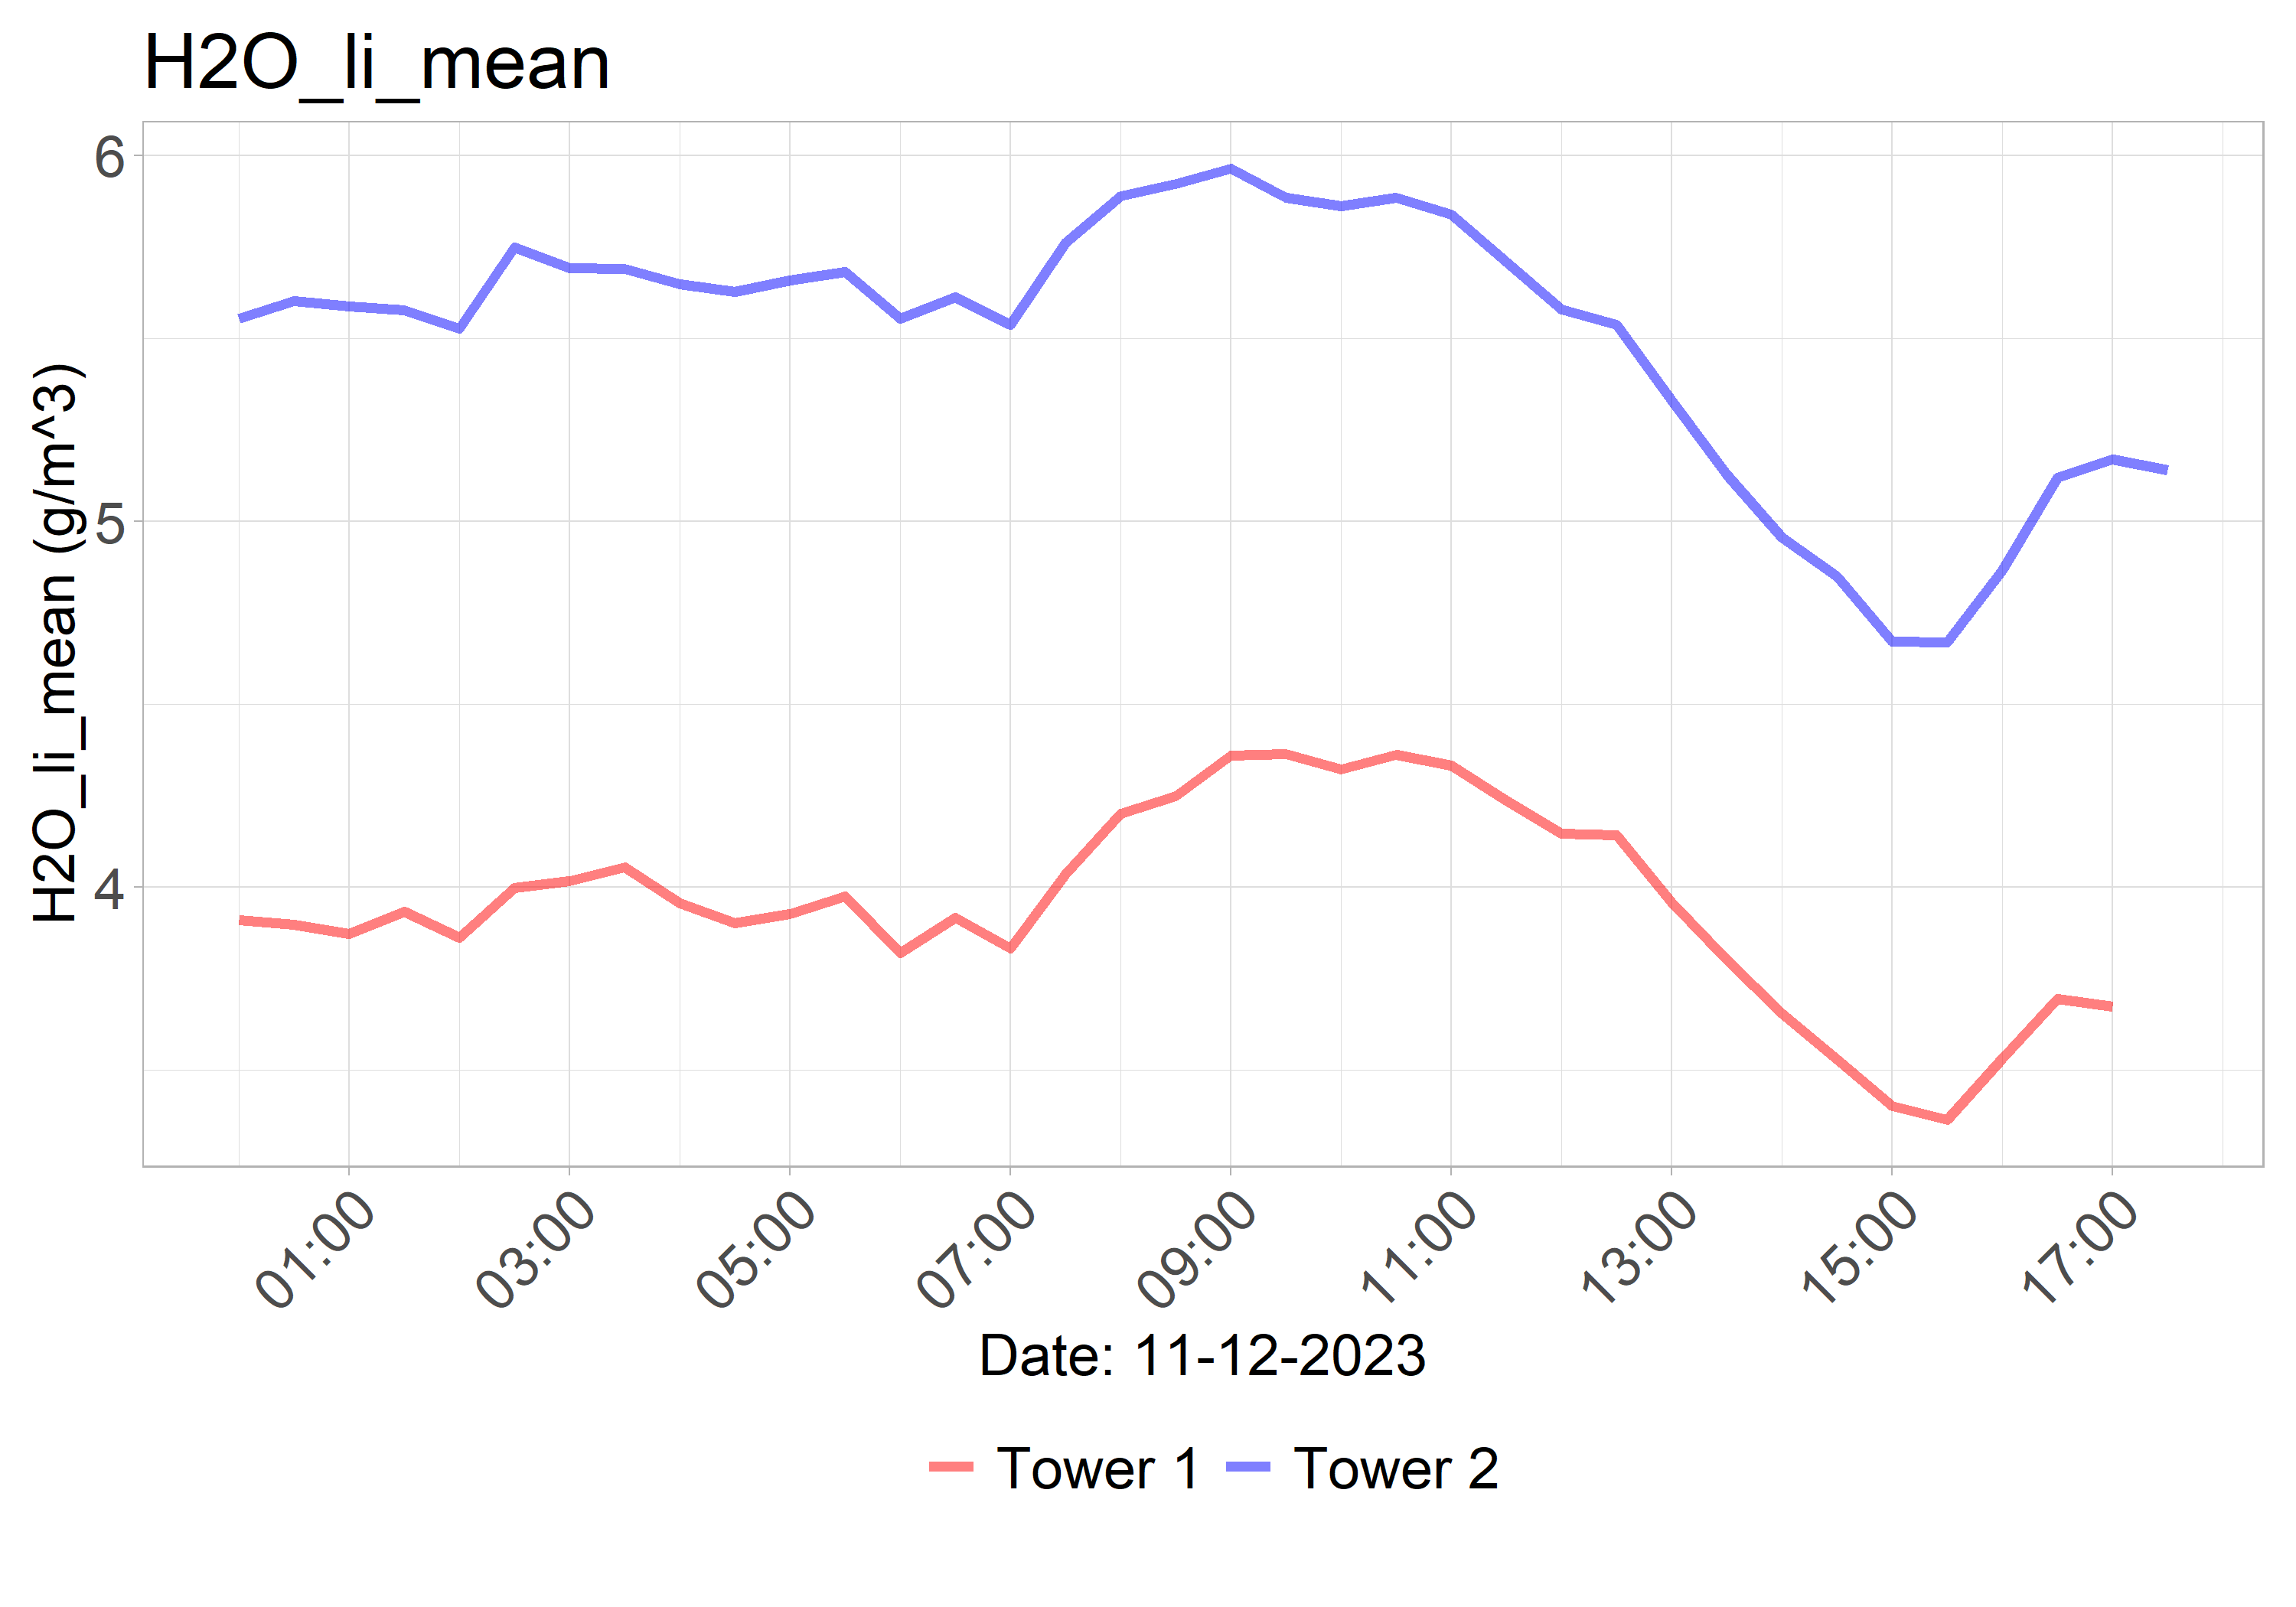 H2O_li_mean
H2O_li_mean (g/m^3)
6
5
4
01:00 03:00 05:00 07:00 09:00 11:00 13:00 15:00 17:00
Date: 11-12-2023
Tower 1 Tower 2